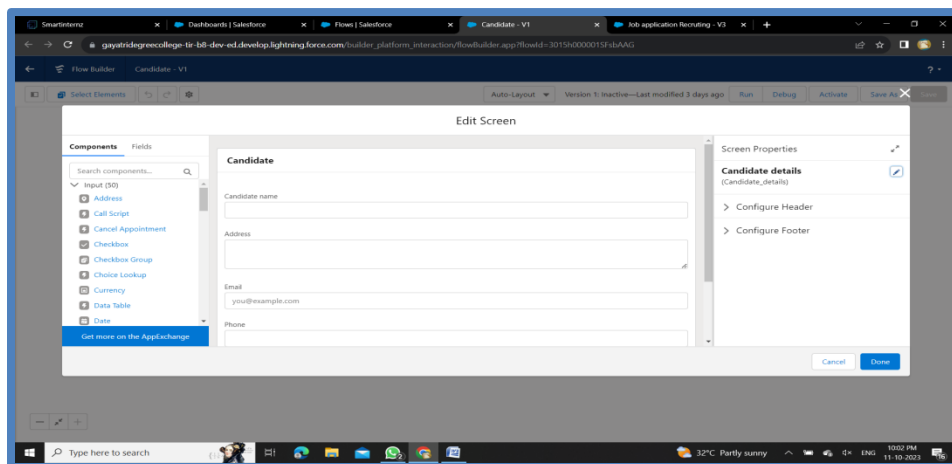 Smartinternz
Dashboards | Salesforce
Flows | Salesforce
Candidate - V1
Job application Recruting - V3
gayatridegreecollege-tir-b8-dev-ed.develop.lightning.force.com/builder_platform_interaction/flowBuilder.app?flowId=3015h000001SFsbAAG
Flow Builder
Candidate - V1
?
Select Elements
Auto-Layout
Version 1: Inactive—Last modified 3 days ago
Run
Debug
Activate
Save As
Save
Edit Screen
Components
Fields
Search components...
Input (50)
Address
Call Script
Cancel Appointment
Checkbox
Checkbox Group
Choice Lookup
Currency
Data Table
Date
Get more on the AppExchange
Candidate
Candidate name
Address
Email
you@example.com
Phone
Screen Properties
Candidate details
(Candidate_details)
Configure Header
Configure Footer
Cancel
Done
Type here to search
32°C Partly sunny
ENG
10:02 PM
11-10-2023